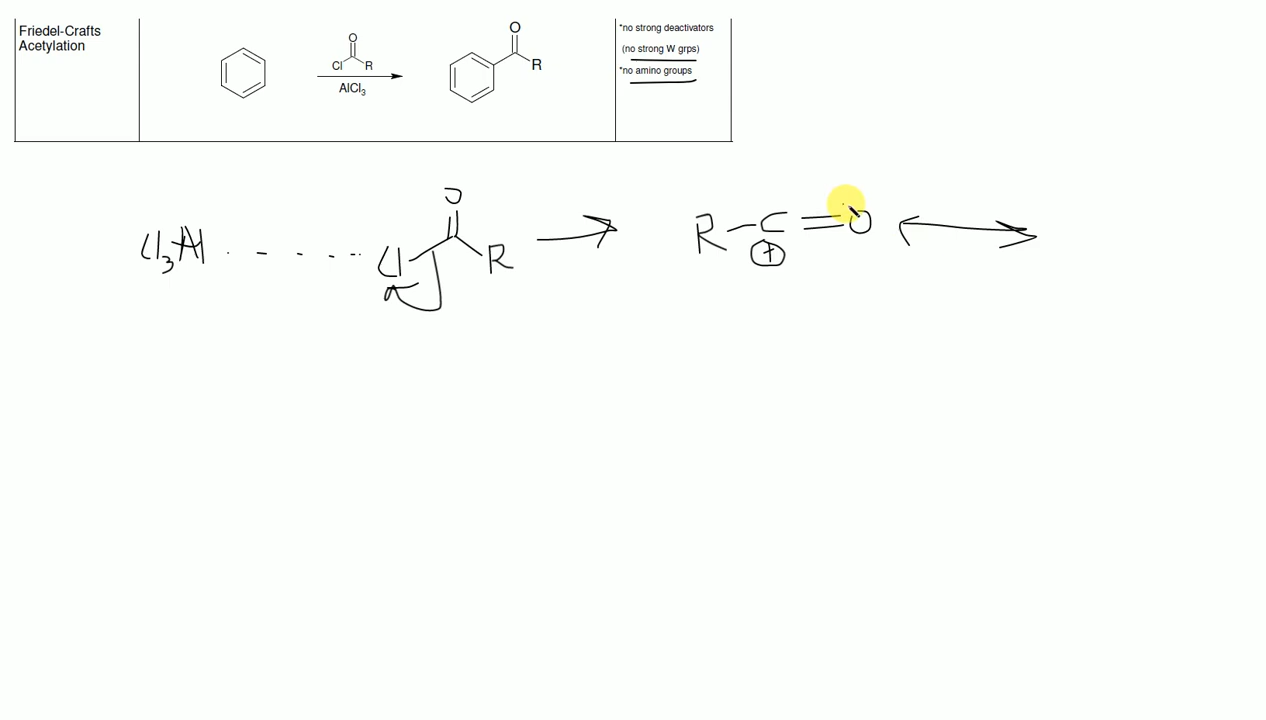 Friedel-Crafts
Acetylation
O
Cl R
AlCl3
O
R
*no strong deactivators
(no strong W grps)
*no amino groups
O
Cl3Al Cl R
R C O
+